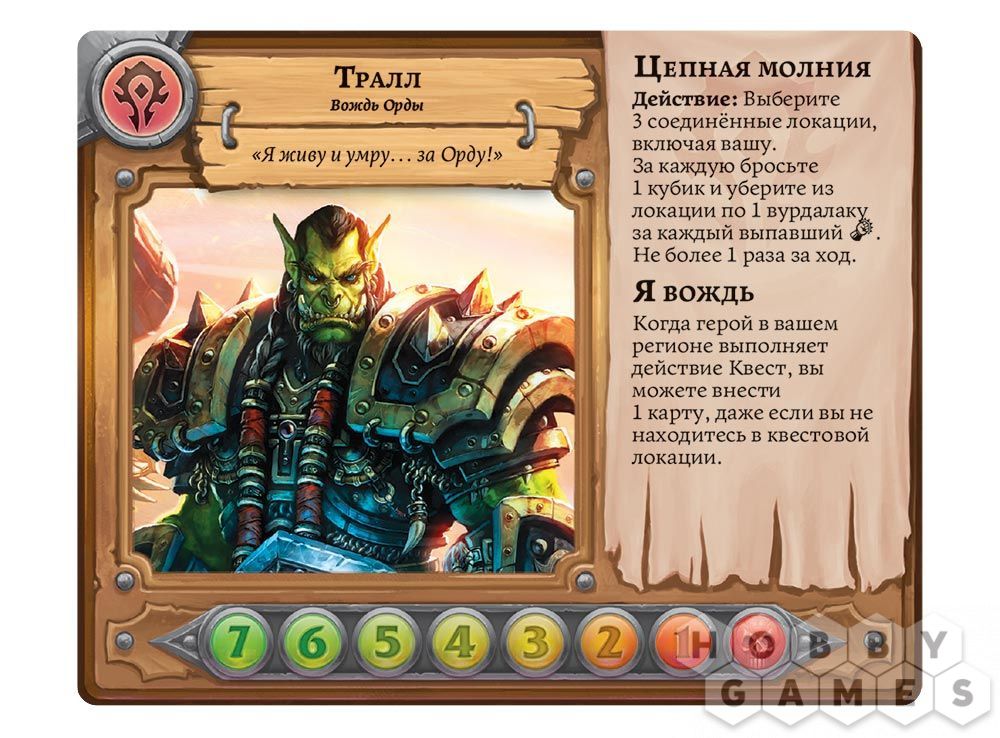 Тралл
Вождь Орды
«Я живу и умру... за Орду!»
Цепная молния
Действие: Выберите
3 соединённые локации,
включая вашу.
За каждую бросьте
1 кубик и уберите из
локации по 1 вурдалаку
за каждый выпавший .
Не более 1 раза за ход.
Я вождь
Когда герой в вашем
регионе выполняет
действие Квест, вы
можете внести
1 карту, даже если вы не
находитесь в квестовой
локации.
7 6 5 4 3 2 1
HOBBY
GAMES